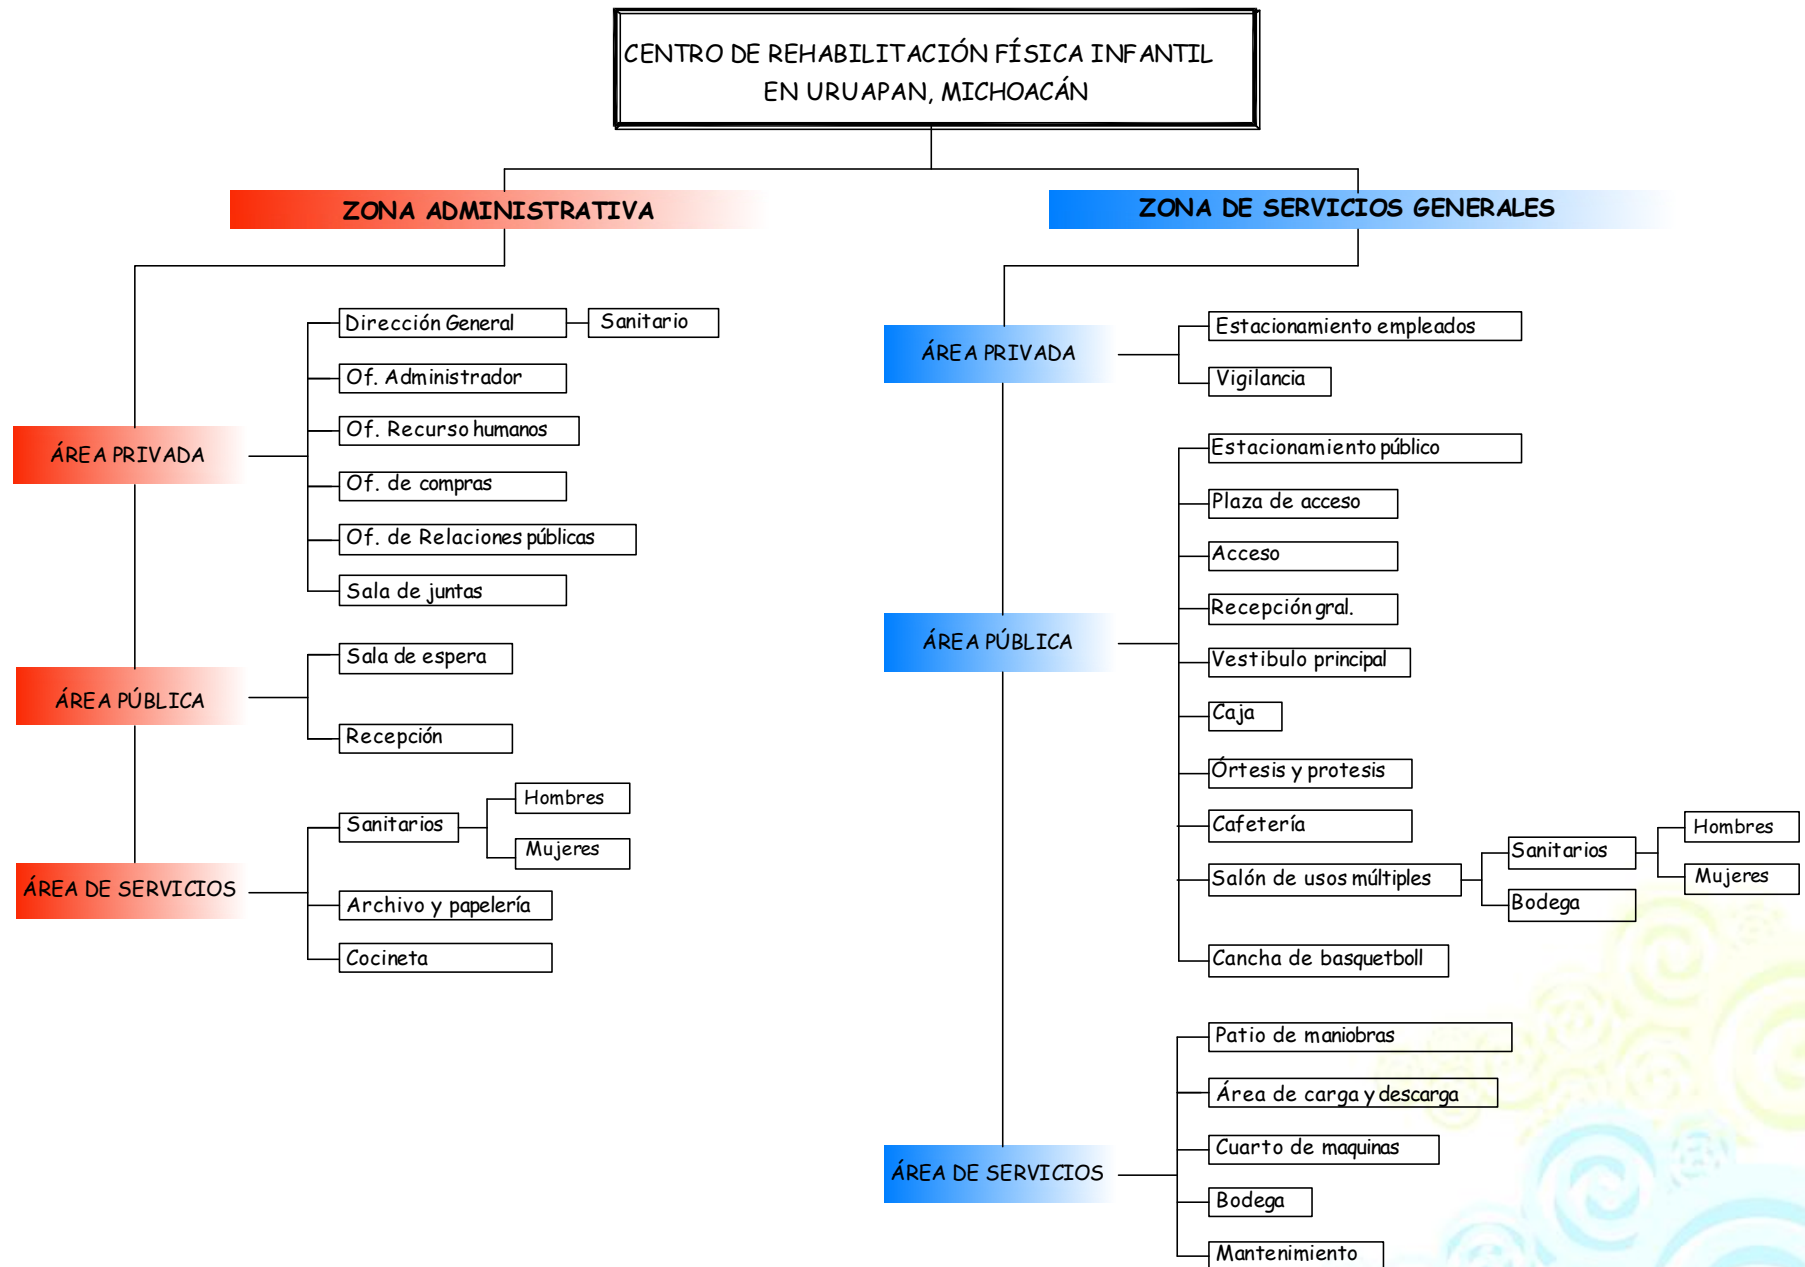 CENTRO DE REHABILITACIÓN FÍSICA INFANTIL
EN URUAPAN, MICHOACÁN
ZONA ADMINISTRATIVA
ÁREA PRIVADA
Dirección General
Sanitario
Of. Administrador
Of. Recurso humanos
Of. de compras
Of. de Relaciones públicas
Sala de juntas
ÁREA PÚBLICA
Sala de espera
Recepción
ÁREA DE SERVICIOS
Sanitarios
Hombres
Mujeres
Archivo y papelería
Cocineta
ZONA DE SERVICIOS GENERALES
ÁREA PRIVADA
Estacionamiento empleados
Vigilancia
ÁREA PÚBLICA
Estacionamiento público
Plaza de acceso
Acceso
Recepción gral.
Vestibulo principal
Caja
Órtesis y protesis
Cafetería
Salón de usos múltiples
Sanitarios
Hombres
Mujeres
Bodega
Cancha de basquetboll
ÁREA DE SERVICIOS
Patio de maniobras
Área de carga y descarga
Cuarto de maquinas
Bodega
Mantenimiento